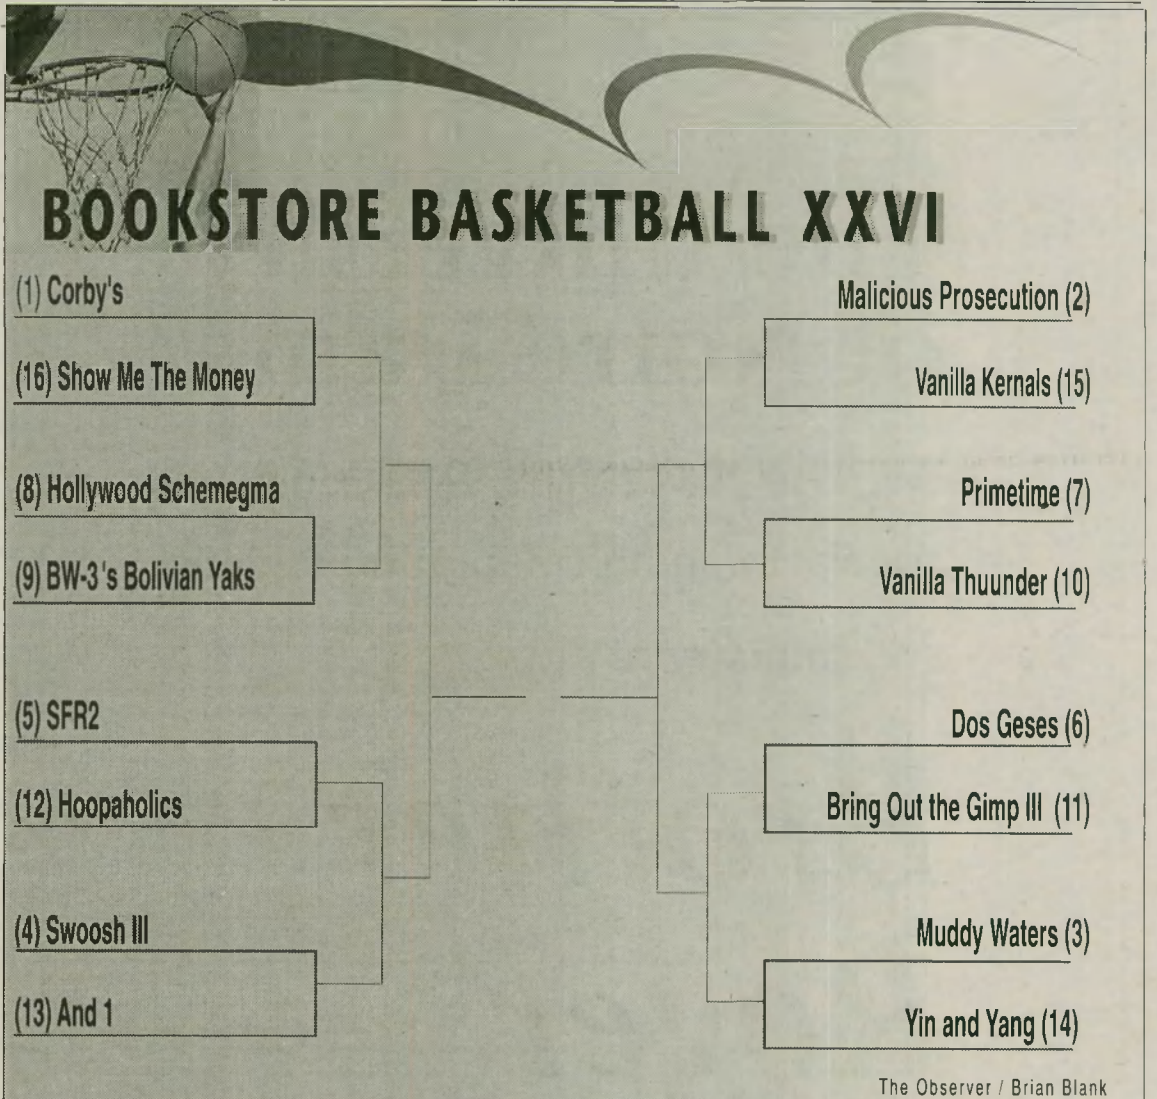 BOOKSTORE BASKETBALL XXVI
(1) Corby's
(16) Show Me The Money
(8) Hollywood Schemegma
(9) BW-3's Bolivian Yaks
(5) SFR2
(12) Hoopaholics
(4) Swoosh III
(13) And 1
Malicious Prosecution (2)
Vanilla Kernals (15)
Primetime (7)
Vanilla Thuunder (10)
Dos Geses (6)
Bring Out the Gimp III (11)
Muddy Waters (3)
Yin and Yang (14)
The Observer / Brian Blank